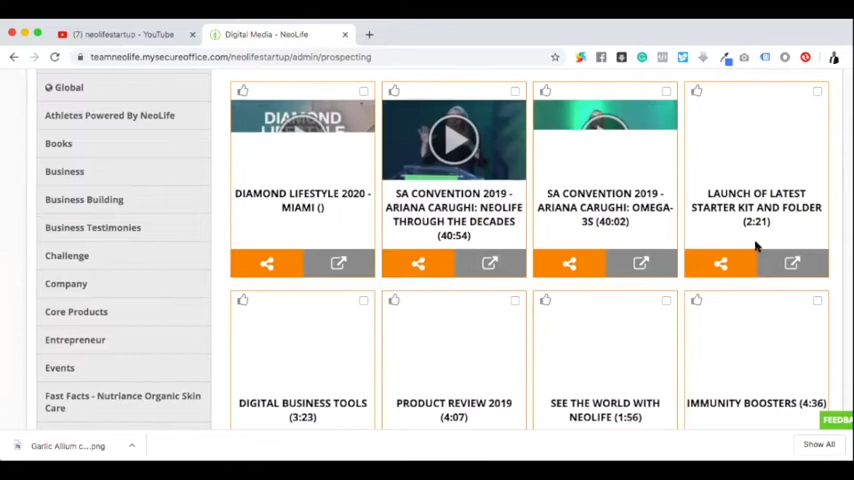 (7) neolifestartup - YouTube
Digital Media - NeoLife
teamneolife.mysecureoffice.com/neolifestartup/admin/prospecting
Global
Athletes Powered By NeoLife
Books
Business
Business Building
Business Testimonies
Challenge
Company
Core Products
Entrepreneur
Events
Fast Facts - Nutriance Organic Skin
Care
DIAMOND
LIFESTYLE
DIAMOND LIFESTYLE 2020 -
MIAMI ()
SA CONVENTION 2019 -
ARIANA CARUGHI: NEOLIFE
THROUGH THE DECADES
(40:54)
SA CONVENTION 2019 -
ARIANA CARUGHI: OMEGA-
3S (40:02)
LAUNCH OF LATEST
STARTER KIT AND FOLDER
(2:21)
DIGITAL BUSINESS TOOLS
(3:23)
PRODUCT REVIEW 2019
(4:07)
SEE THE WORLD WITH
NEOLIFE (1:56)
IMMUNITY BOOSTERS (4:36)
FEEDBA
Garlic Allium c....png
Show All